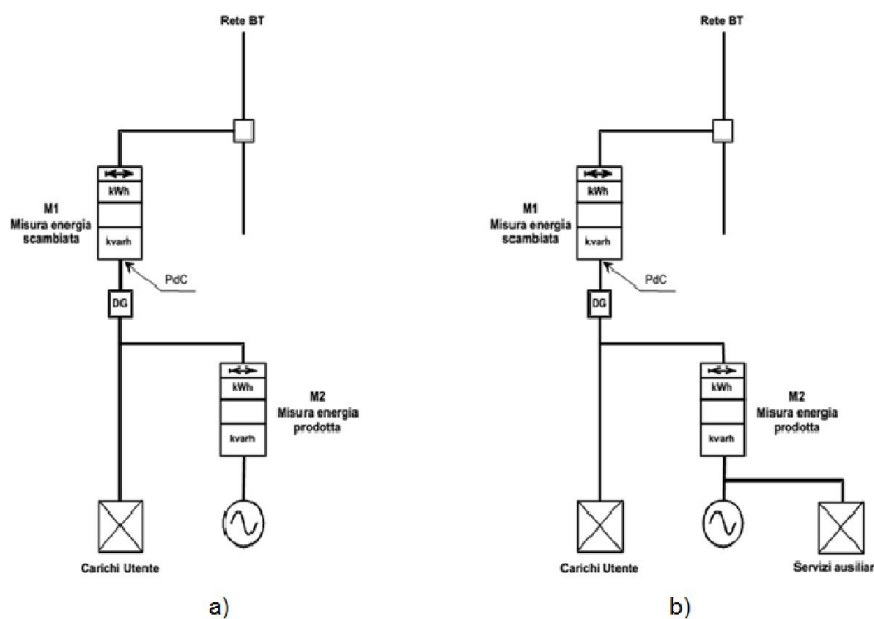 Rete BT
M1
Misura energia
scambiata
kWh
kvarh
PdC
DG
M2
Misura energia
prodotta
kWh
kvarh
Carichi Utente
a)
Rete BT
M1
Misura energia
scambiata
kWh
kvarh
PdC
DG
M2
Misura energia
prodotta
kWh
kvarh
Carichi Utente
Servizi ausiliar
b)